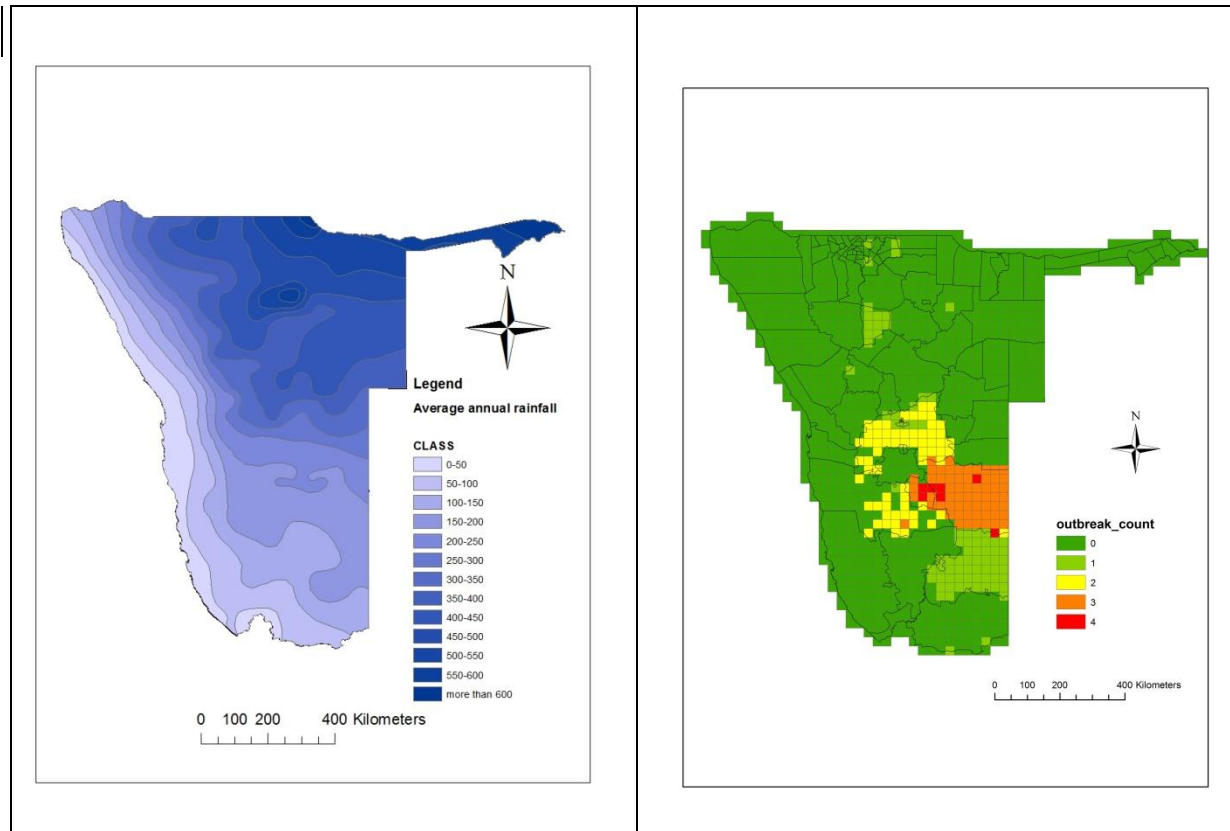 N
Legend
Average annual rainfall
CLASS
0-50
50-100
100-150
150-200
200-250
250-300
300-350
350-400
400-450
450-500
500-550
550-600
more than 600
0 100 200 400 Kilometers
N
outbreak_count
0
1
2
3
4
0 100 200 400 Kilometers